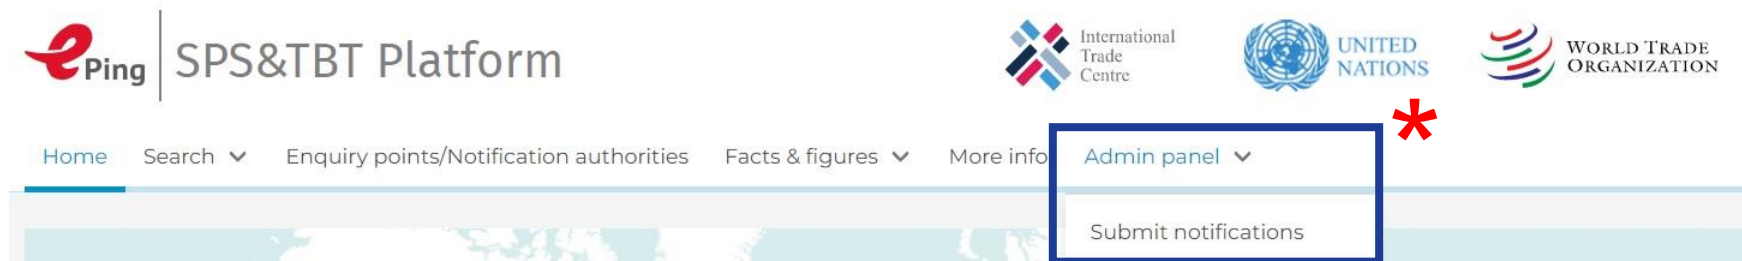 ePing
SPS&TBT Platform
International
Trade
Centre
UNITED
NATIONS
WORLD TRADE
ORGANIZATION
*
Home Search Enquiry points/Notification authorities Facts & figures More info Admin panel
Submit notifications